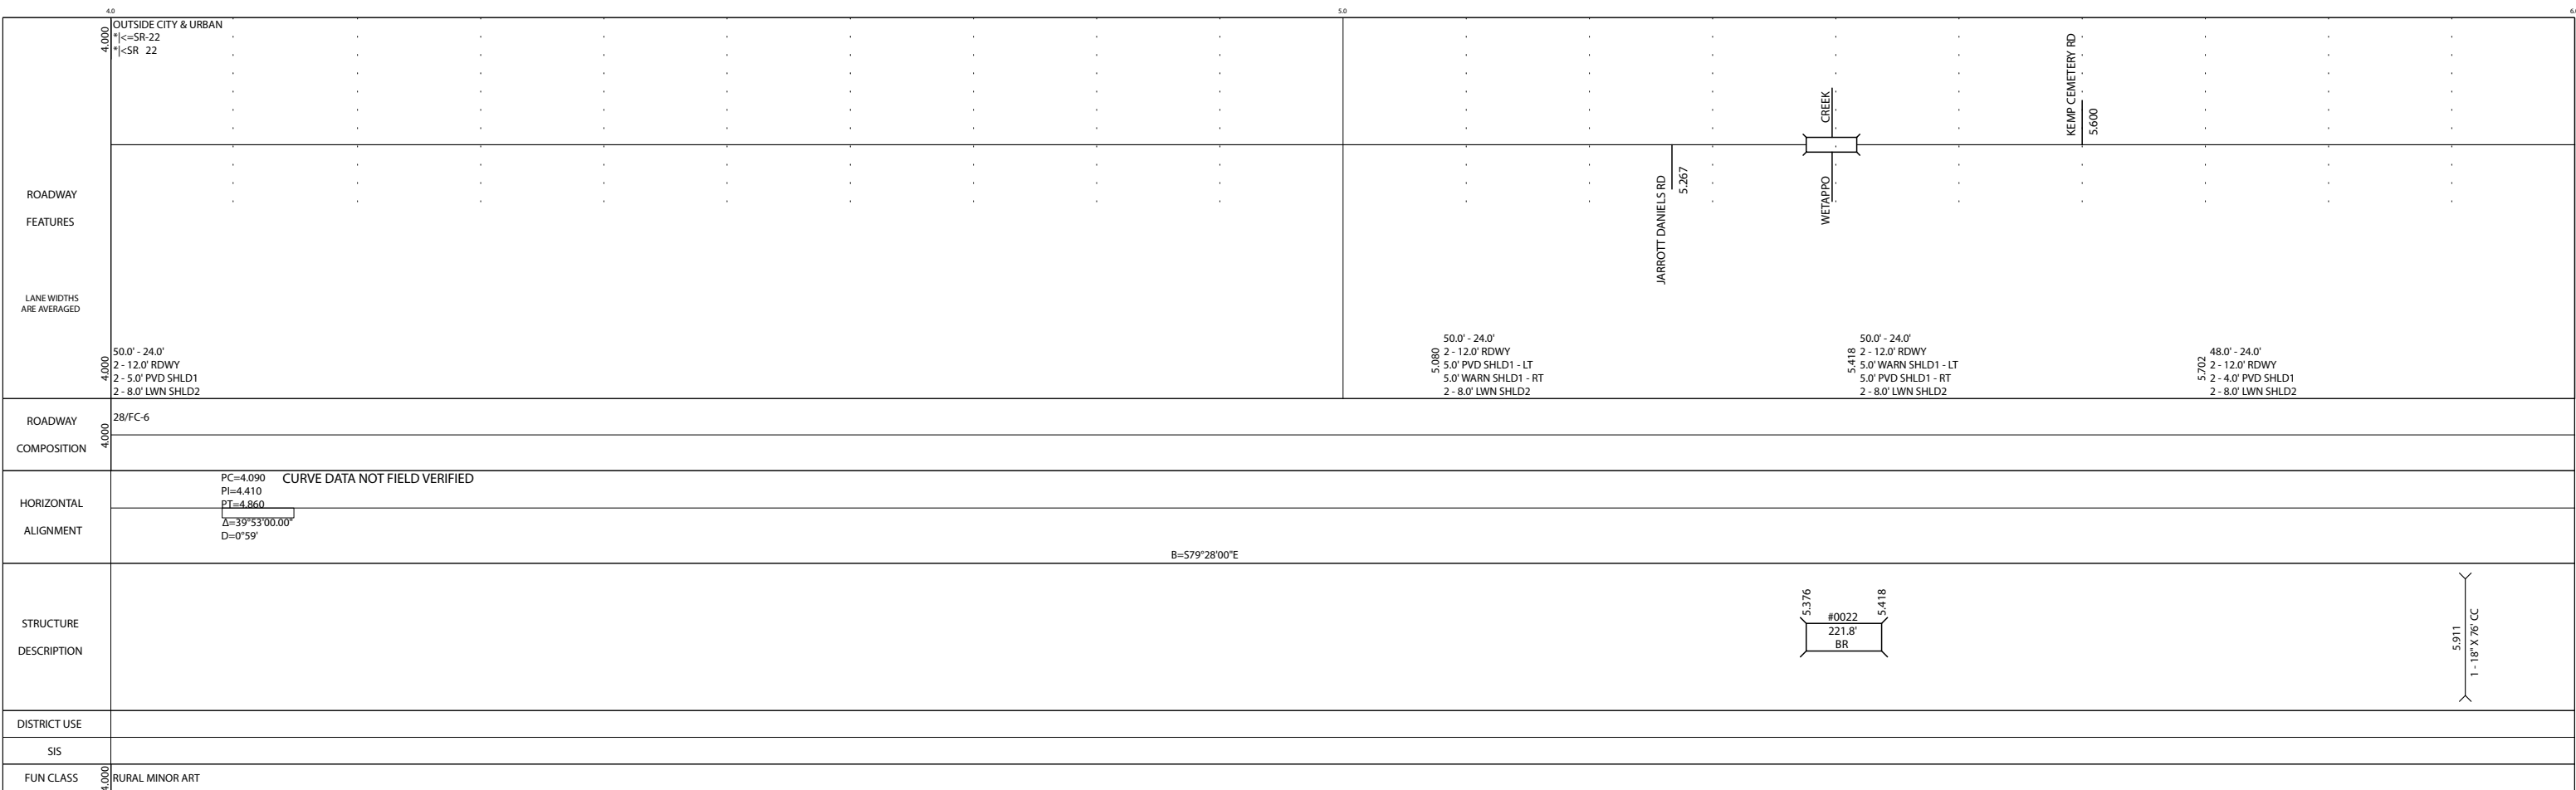 4.0
5.0
6.
4.000
OUTSIDE CITY & URBAN
*|<=SR-22
*|<SR 22
KEMP CEMETERY RD
5.600
CREEK
WETAPPO
JARROTT DANIELS RD
5.267
ROADWAY
FEATURES
LANE WIDTHS
ARE AVERAGED
4.000
50.0' - 24.0'
2 - 12.0' RDWY
2 - 5.0' PVD SHLD1
2 - 8.0' LWN SHLD2
5.080
50.0' - 24.0'
2 - 12.0' RDWY
5.0' PVD SHLD1 - LT
5.0' WARN SHLD1 - RT
2 - 8.0' LWN SHLD2
5.418
50.0' - 24.0'
2 - 12.0' RDWY
5.0' WARN SHLD1 - LT
5.0' PVD SHLD1 - RT
2 - 8.0' LWN SHLD2
5.702
48.0' - 24.0'
2 - 12.0' RDWY
2 - 4.0' PVD SHLD1
2 - 8.0' LWN SHLD2
ROADWAY
COMPOSITION
4.000
28/FC-6
HORIZONTAL
ALIGNMENT
PC=4.090
PI=4.410
PT=4.860
Δ=39°53'00.00"
D=0°59'
CURVE DATA NOT FIELD VERIFIED
B=S79°28'00"E
STRUCTURE
DESCRIPTION
5.376
5.418
#0022
221.8'
BR
5.911
1 - 18" X 76' CC
DISTRICT USE
SIS
FUN CLASS
4.000
RURAL MINOR ART